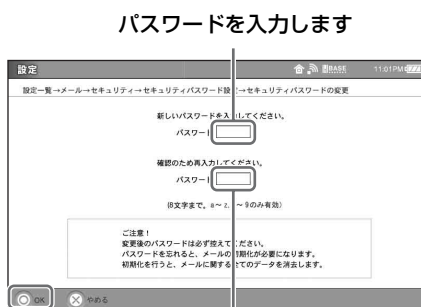 パスワードを入力します
設定 BASE 11:01PM
設定一覧→メール→セキュリティ→セキュリティパスワード設定→セキュリティパスワードの変更
新しいパスワードを入力してください。
パスワード
確認のため再入力してください。
パスワード
(8文字まで。a〜z、 〜9のみ有効)
ご注意！
変更後のパスワードは必ず控えてください。
パスワードを忘れると、メールの初期化が必要になります。
初期化を行うと、メールに関する全てのデータを消去します。
OK やめる